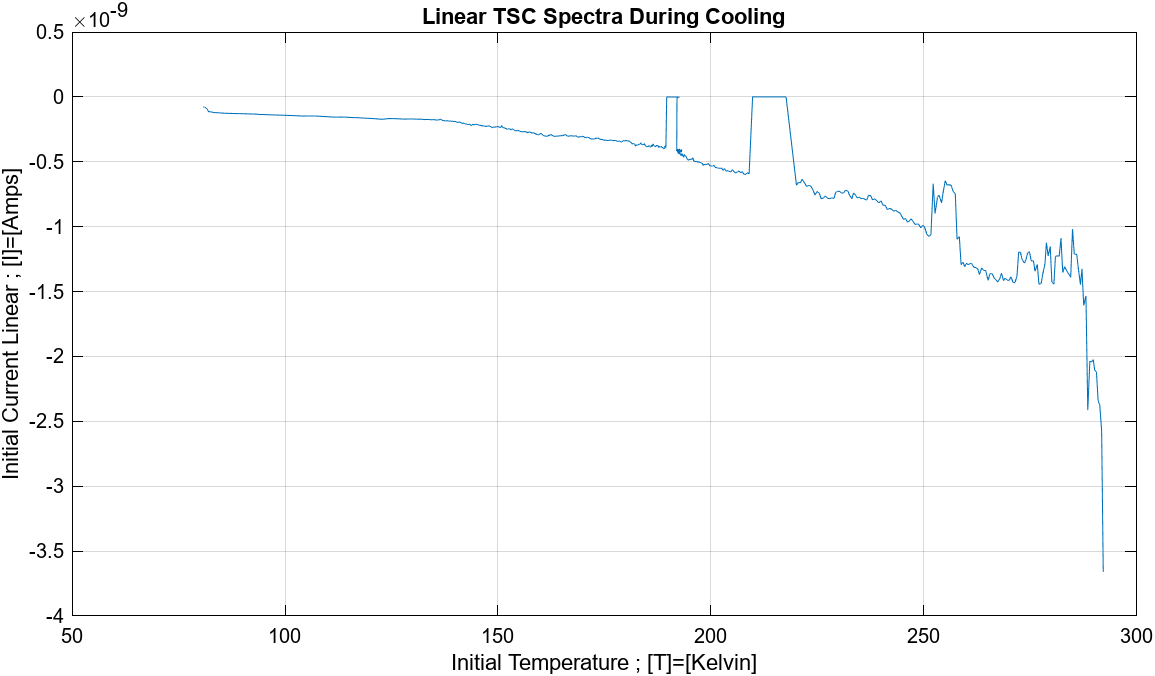 Linear TSC Spectra During Cooling
×10-9
0.5
0
-0.5
-1
-1.5
-2
-2.5
-3
-3.5
-4
50 100 150 200 250 300
Initial Current Linear ; [I]=[Amps]
Initial Temperature ; [T]=[Kelvin]